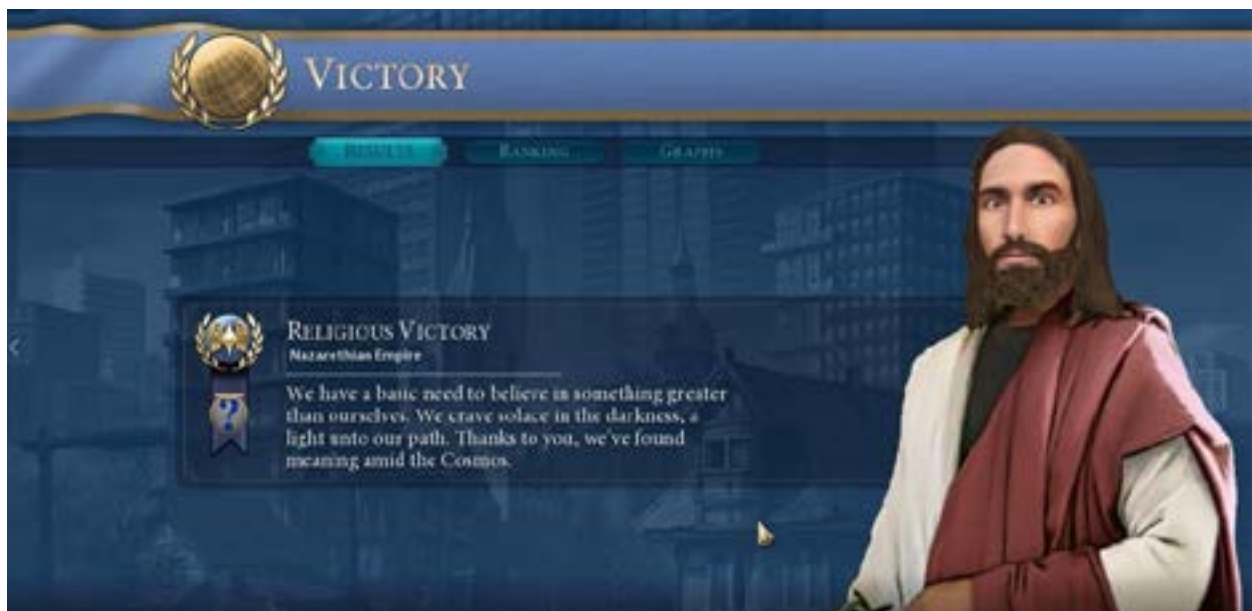 VICTORY
RESULTS RANKING GRAPHS
RELIGIOUS VICTORY
Nazarethian Empire
?
We have a basic need to believe in something greater
than ourselves. We crave solace in the darkness, a
light unto our path. Thanks to you, we've found
meaning amid the Cosmos.